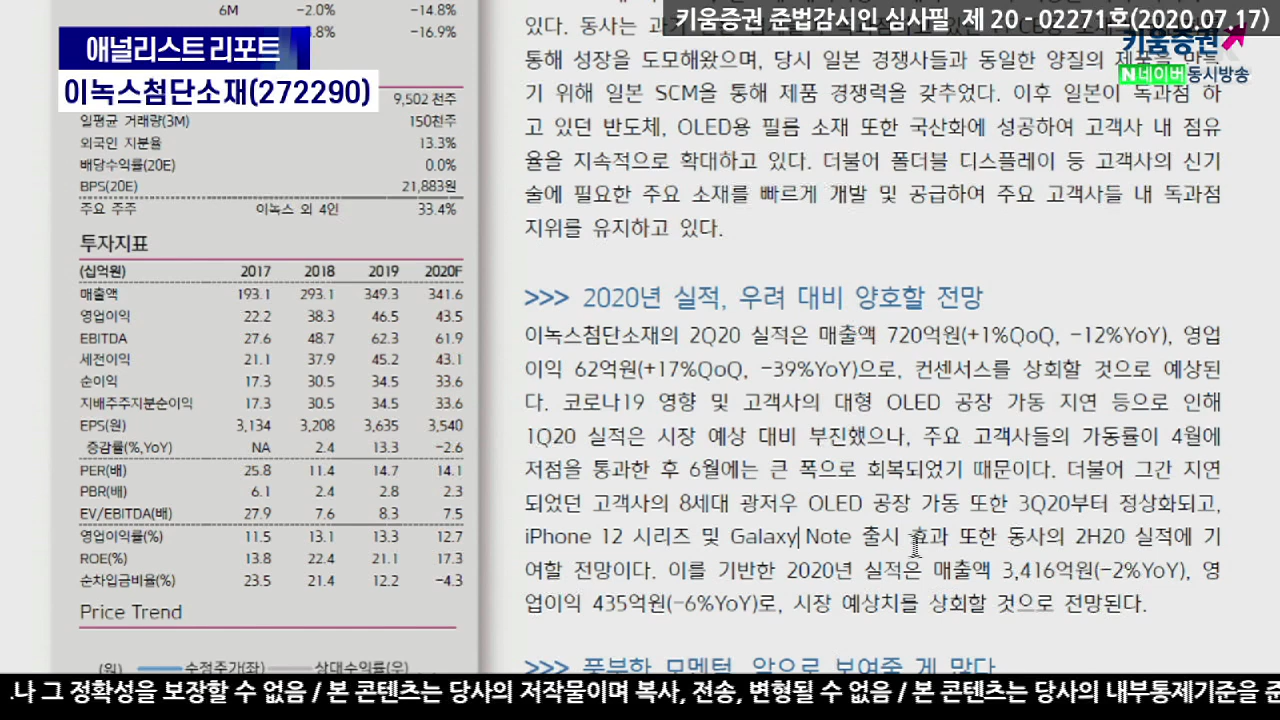 키움증권 준법감시인 심사필 제 20 - 02271호(2020.07.17)
키움증권
N네이버 동시방송
애널리스트 리포트
이녹스첨단소재(272290)
6M -2.0% -14.8%
-16.9%
9,502 천주
일평균 거래량(3M) 150천주
외국인 지분율 13.3%
배당수익률(20E) 0.0%
BPS(20E) 21,883원
주요 주주 이녹스 외 4인 33.4%
투자지표
(십억원) 2017 2018 2019 2020F
매출액 193.1 293.1 349.3 341.6
영업이익 22.2 38.3 46.5 43.5
EBITDA 27.6 48.7 62.3 61.9
세전이익 21.1 37.9 45.2 43.1
순이익 17.3 30.5 34.5 33.6
지배주주지분순이익 17.3 30.5 34.5 33.6
EPS(원) 3,134 3,208 3,635 3,540
증감률(%,YoY) NA 2.4 13.3 -2.6
PER(배) 25.8 11.4 14.7 14.1
PBR(배) 6.1 2.4 2.8 2.3
EV/EBITDA(배) 27.9 7.6 8.3 7.5
영업이익률(%) 11.5 13.1 13.3 12.7
ROE(%) 13.8 22.4 21.1 17.3
순차입금비율(%) 23.5 21.4 12.2 -4.3
Price Trend
(원) 수정주가(좌) 상대수익률(우)
있다. 동사는
통해 성장을 도모해왔으며, 당시 일본 경쟁사들과 동일한 양질의 제품을 만들
기 위해 일본 SCM을 통해 제품 경쟁력을 갖추었다. 이후 일본이 독과점 하
고 있던 반도체, OLED용 필름 소재 또한 국산화에 성공하여 고객사 내 점유
율을 지속적으로 확대하고 있다. 더불어 폴더블 디스플레이 등 고객사의 신기
술에 필요한 주요 소재를 빠르게 개발 및 공급하여 주요 고객사들 내 독과점
지위를 유지하고 있다.
>>> 2020년 실적, 우려 대비 양호할 전망
이녹스첨단소재의 2Q20 실적은 매출액 720억원(+1%QoQ, -12%YoY), 영업
이익 62억원(+17%QoQ, -39%YoY)으로, 컨센서스를 상회할 것으로 예상된
다. 코로나19 영향 및 고객사의 대형 OLED 공장 가동 지연 등으로 인해
1Q20 실적은 시장 예상 대비 부진했으나, 주요 고객사들의 가동률이 4월에
저점을 통과한 후 6월에는 큰 폭으로 회복되었기 때문이다. 더불어 그간 지연
되었던 고객사의 8세대 광저우 OLED 공장 가동 또한 3Q20부터 정상화되고,
iPhone 12 시리즈 및 Galaxy Note 출시 효과 또한 동사의 2H20 실적에 기
여할 전망이다. 이를 기반한 2020년 실적은 매출액 3,416억원(-2%YoY), 영
업이익 435억원(-6%YoY)로, 시장 예상치를 상회할 것으로 전망된다.
>>> 풍부한 모멘텀, 앞으로 보여줄 게 많다
.나 그 정확성을 보장할 수 없음 / 본 콘텐츠는 당사의 저작물이며 복사, 전송, 변형될 수 없음 / 본 콘텐츠는 당사의 내부통제기준을 준